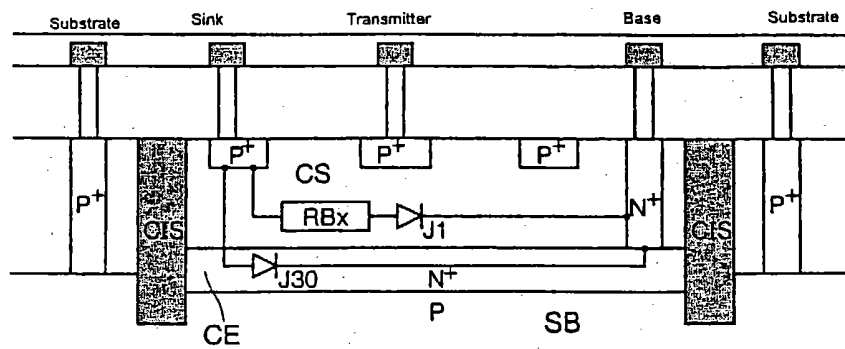 Substrate Sink Transmitter Base Substrate
P+ P+ P+
CS
P+ CIS RBx J1 N+ CIS P+
J30 N+
P
CE SB